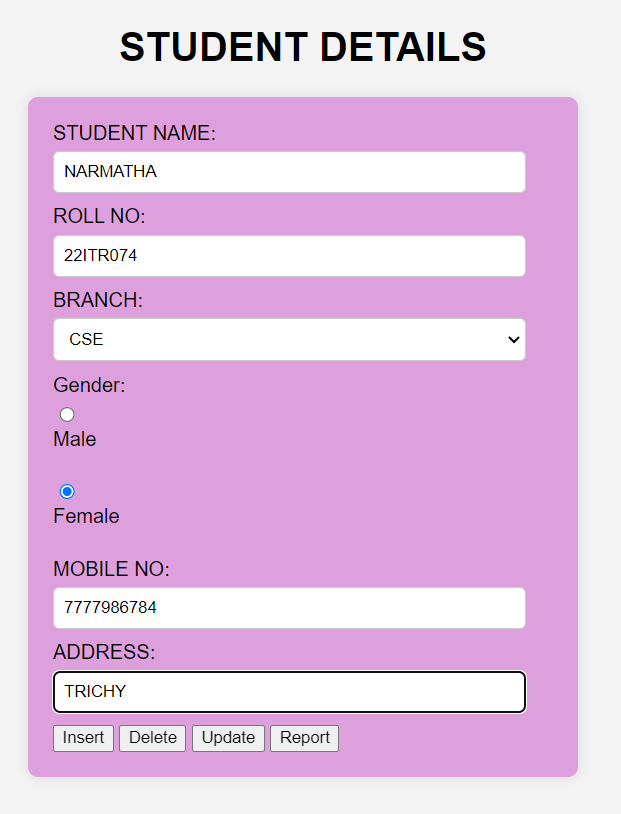 STUDENT DETAILS
STUDENT NAME:
NARMATHA
ROLL NO:
22ITR074
BRANCH:
CSE
Gender:
Male
Female
MOBILE NO:
7777986784
ADDRESS:
TRICHY
Insert Delete Update Report